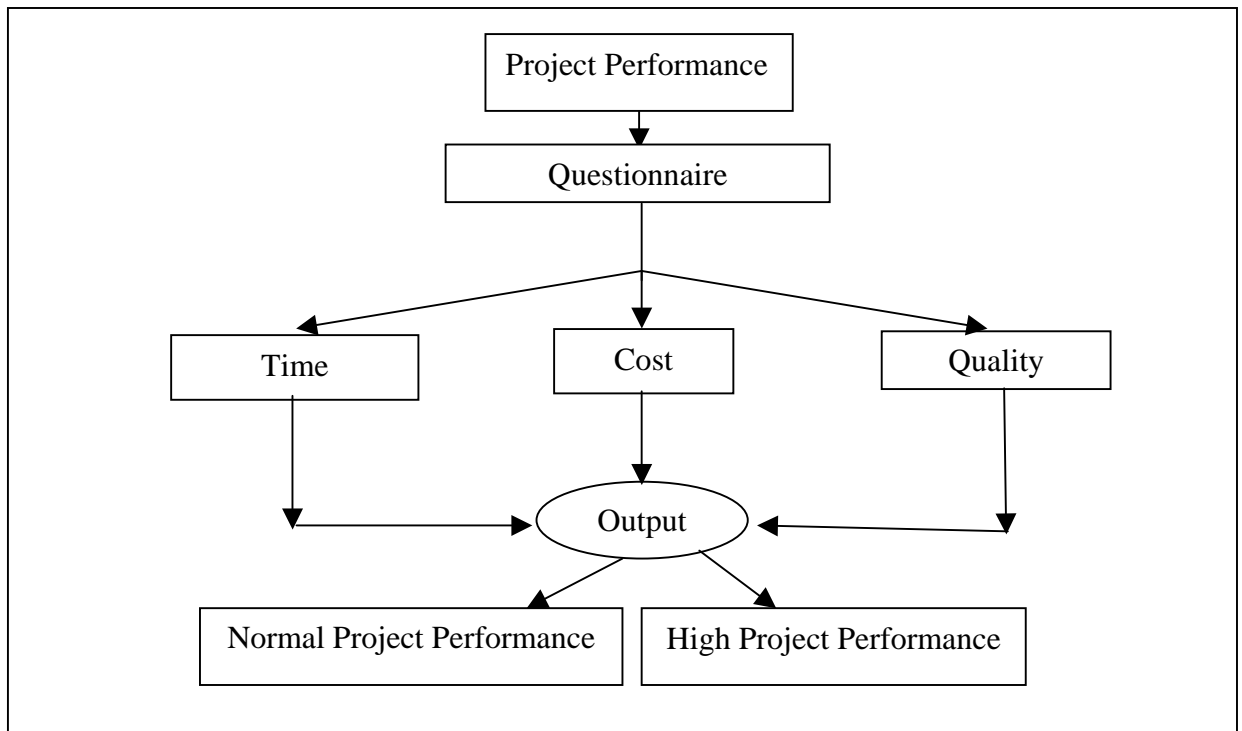 Project Performance
Questionnaire
Time
Cost
Quality
Output
Normal Project Performance
High Project Performance